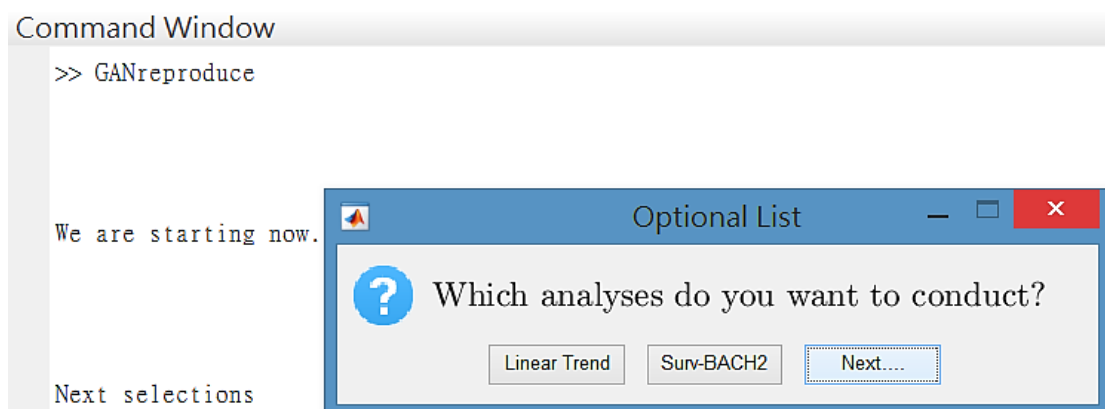 Command Window
>> GANreproduce
We are starting now.
Optional List
Which analyses do you want to conduct?
Linear Trend
Surv-BACH2
Next....
Next selections